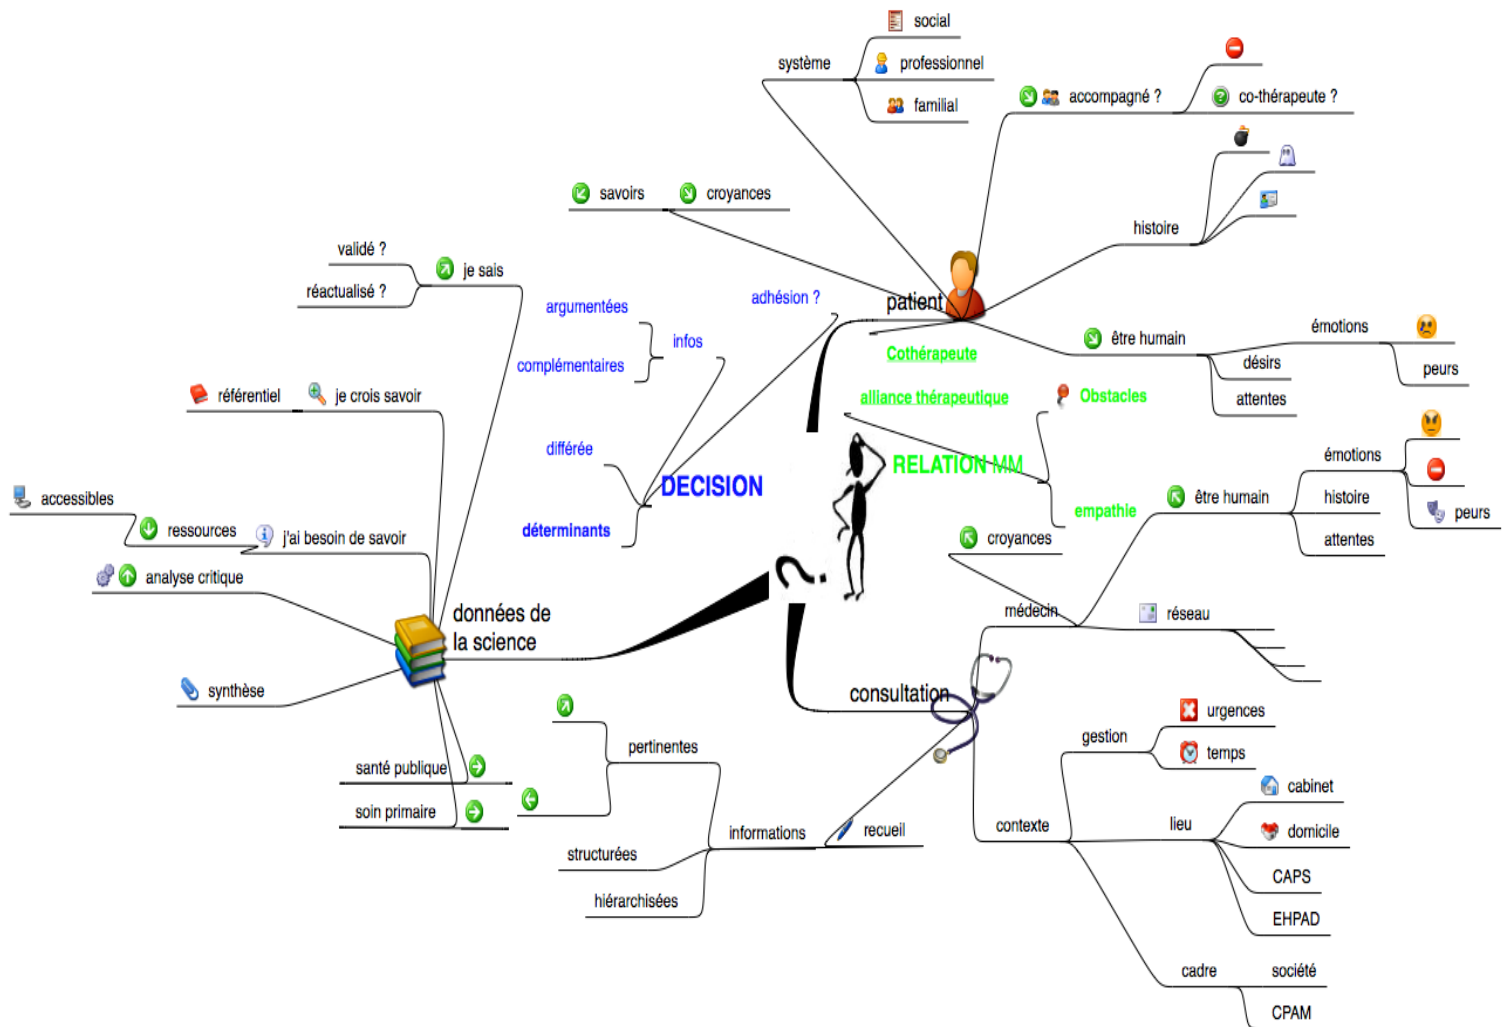 social
système
professionnel
familial
accompagné ?
co-thérapeute ?
savoirs
croyances
histoire
validé ?
je sais
réactualisé ?
argumentées
adhésion ?
patient
infos
complémentaires
Cothérapeute
être humain
émotions
peurs
désirs
attentes
référentiel
je crois savoir
alliance thérapeutique
Obstacles
différée
DECISION
RELATION MM
déterminants
empathie
être humain
émotions
histoire
peurs
attentes
accessibles
ressources
j'ai besoin de savoir
croyances
analyse critique
données de
la science
médecin
réseau
synthèse
consultation
pertinentes
santé publique
soin primaire
informations
recueil
structurées
hiérarchisées
gestion
urgences
temps
contexte
lieu
cabinet
domicile
CAPS
EHPAD
cadre
société
CPAM
?